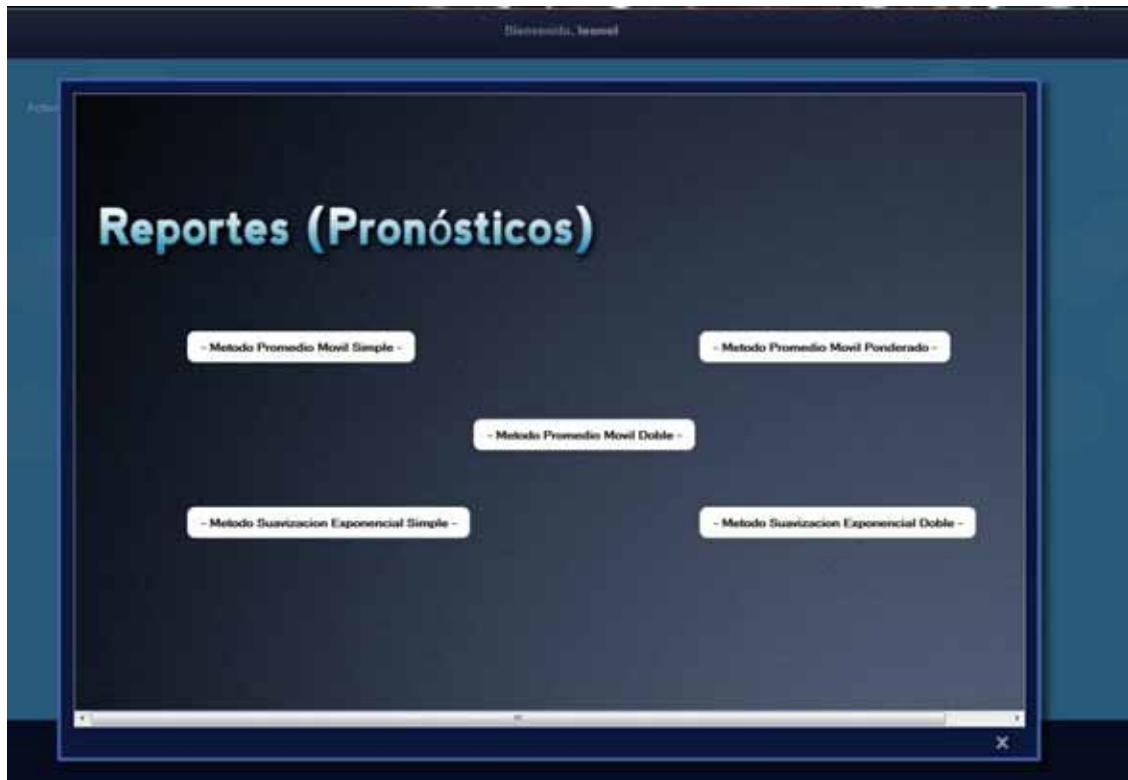 Bienvenido, leonel
Reportes (Pronósticos)
- Metodo Promedio Movil Simple -
- Metodo Promedio Movil Ponderado -
- Metodo Promedio Movil Doble -
- Metodo Suavizacion Exponencial Simple -
- Metodo Suavizacion Exponencial Doble -
X